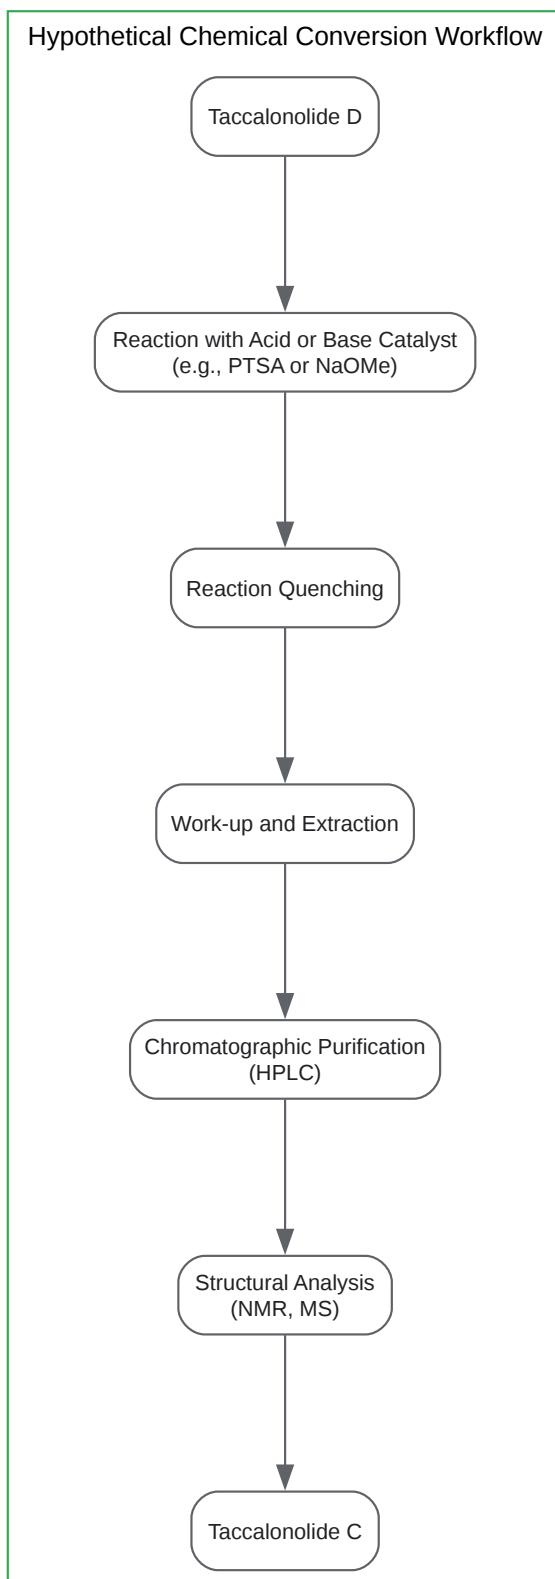 Hypothetical Chemical Conversion Workflow
Taccalonolide D
Reaction with Acid or Base Catalyst
(e.g., PTSA or NaOMe)
Reaction Quenching
Work-up and Extraction
Chromatographic Purification
(HPLC)
Structural Analysis
(NMR, MS)
Taccalonolide C